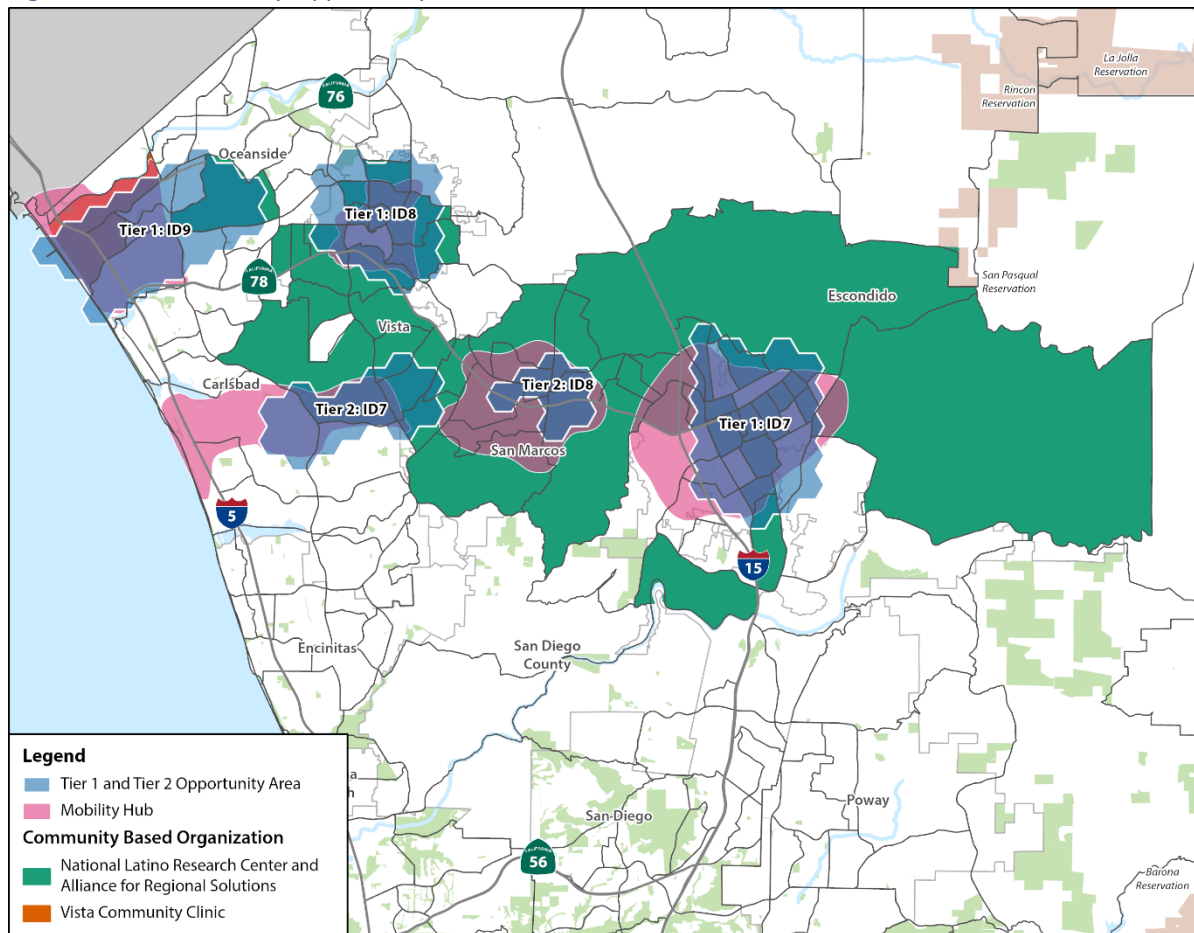 La Jolla
Reservation
Rincon
Reservation
CALIFORNIA
76
Oceanside
Tier 1: ID8
Tier 1: ID9
CALIFORNIA
78
San Pasqual
Reservation
Escondido
Vista
Carlsbad
Tier 2: ID8
Tier 2: ID7
Tier 1: ID7
San Marcos
5
15
Encinitas
San Diego
County
Legend
Tier 1 and Tier 2 Opportunity Area
Mobility Hub
Community Based Organization
National Latino Research Center and
Alliance for Regional Solutions
Vista Community Clinic
San Diego
Poway
CALIFORNIA
56
Barona
Reservation